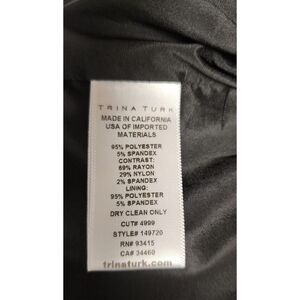 TRINA TURK
MADE IN CALIFORNIA
USA OF IMPORTED
MATERIALS
95% POLYESTER
5% SPANDEX
CONTRAST:
69% RAYON
29% NYLON
2% SPANDEX
LINING:
95% POLYESTER
5% SPANDEX
DRY CLEAN ONLY
CUT# 4999
STYLE# 149720
RN# 93415
CA# 34460
trinaturk.com